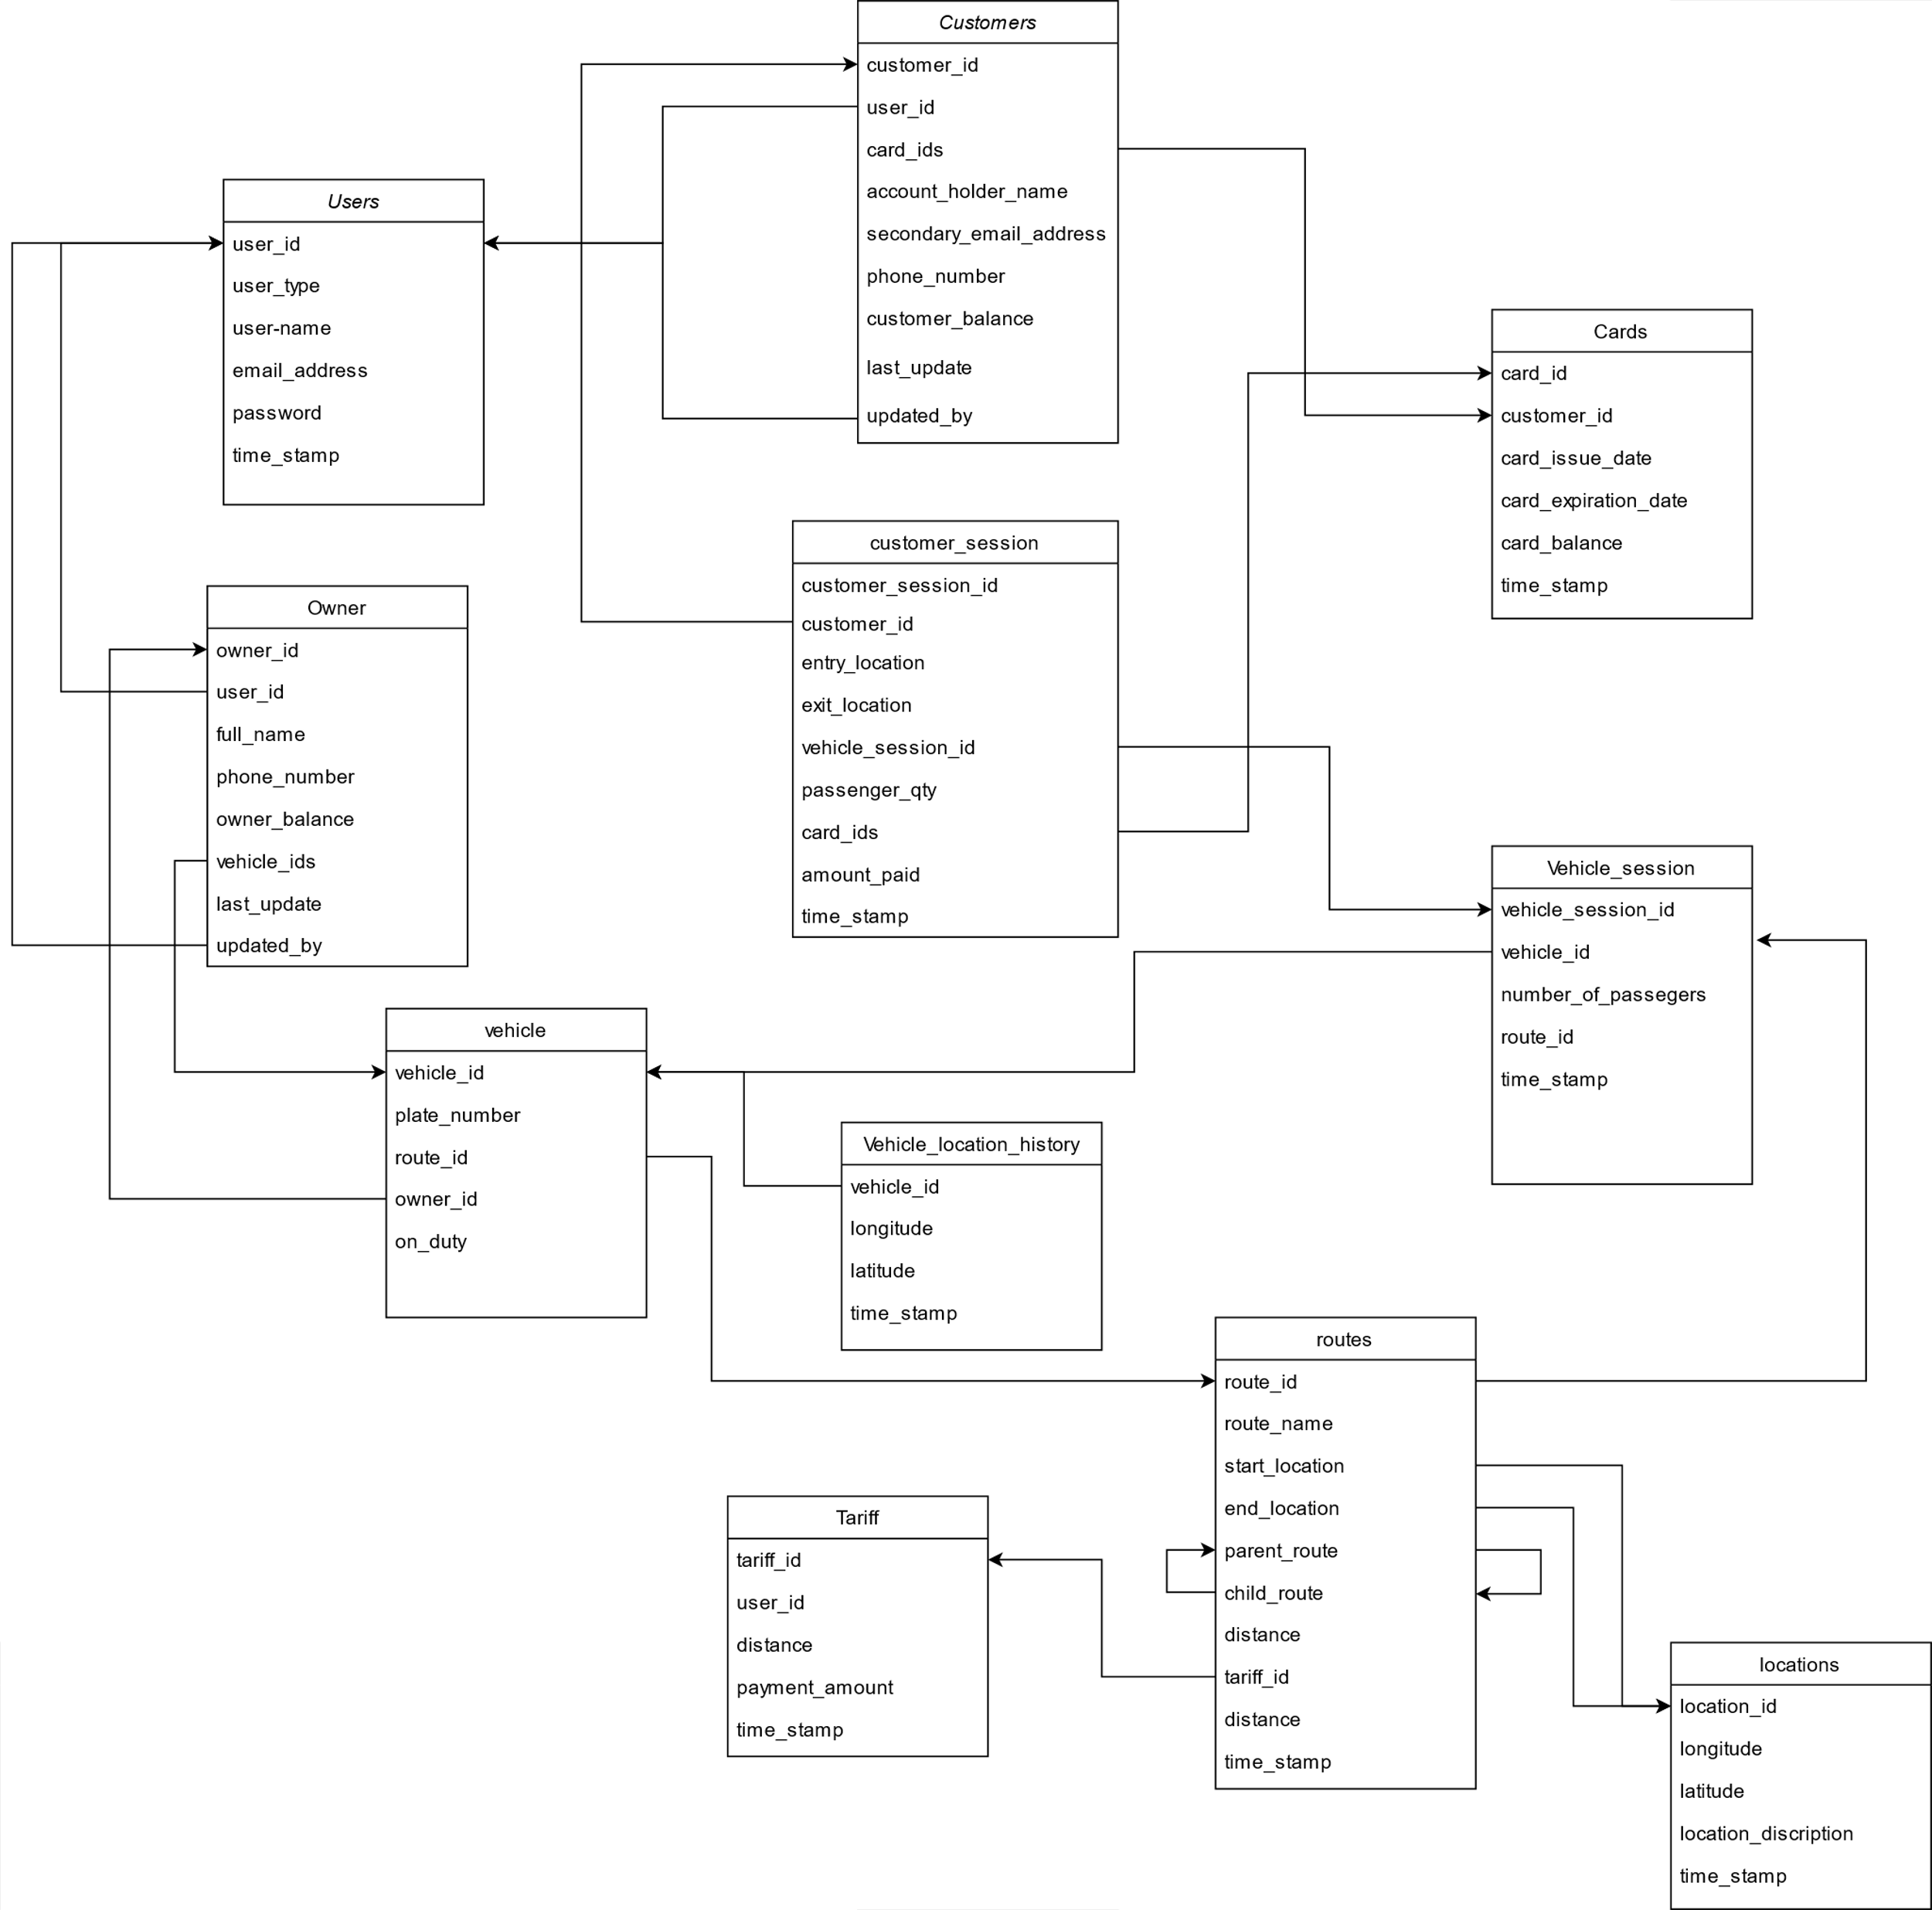 Customers
customer_id
user_id
card_ids
account_holder_name
secondary_email_address
phone_number
customer_balance
last_update
updated_by
Users
user_id
user_type
user-name
email_address
password
time_stamp
Cards
card_id
customer_id
card_issue_date
card_expiration_date
card_balance
time_stamp
customer_session
customer_session_id
customer_id
entry_location
exit_location
vehicle_session_id
passenger_qty
card_ids
amount_paid
time_stamp
Owner
owner_id
user_id
full_name
phone_number
owner_balance
vehicle_ids
last_update
updated_by
Vehicle_session
vehicle_session_id
vehicle_id
number_of_passegers
route_id
time_stamp
vehicle
vehicle_id
plate_number
route_id
owner_id
on_duty
Vehicle_location_history
vehicle_id
longitude
latitude
time_stamp
routes
route_id
route_name
start_location
end_location
parent_route
child_route
distance
tariff_id
distance
time_stamp
Tariff
tariff_id
user_id
distance
payment_amount
time_stamp
locations
location_id
longitude
latitude
location_discription
time_stamp